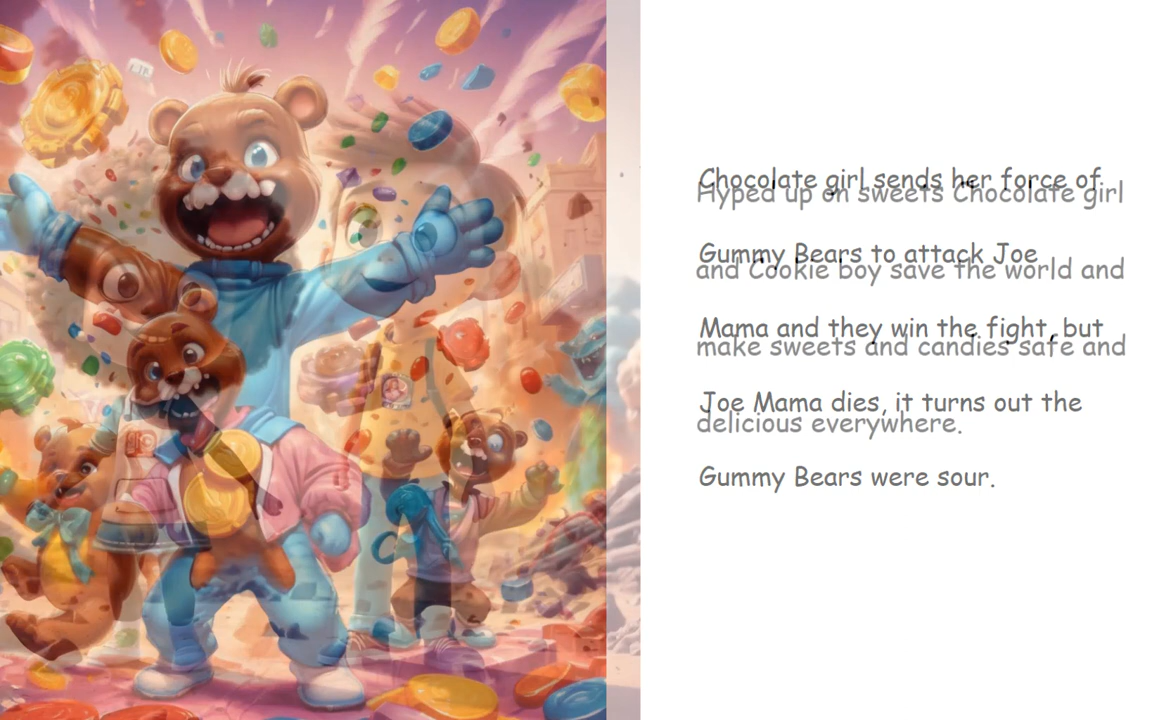 Chocolate girl sends her force of
Gummy Bears to attack Joe
Mama and they win the fight, but
Joe Mama dies, it turns out the
Gummy Bears were sour.
Hyped up on sweets Chocolate girl
and Cookie boy save the world and
make sweets and candies safe and
delicious everywhere.